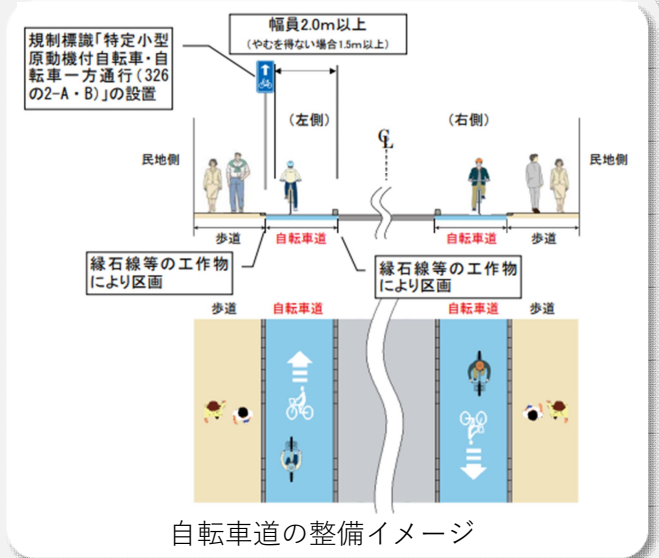 規制標識「特定小型
原動機付自転車・自
転車一方通行(326
の2-A・B)」の設置
幅員2.0m以上
(やむを得ない場合1.5m以上)
(左側)
CL
(右側)
民地側
民地側
歩道
自転車道
自転車道
歩道
縁石線等の工作物
により区画
縁石線等の工作物
により区画
歩道
自転車道
自転車道
歩道
自転車道の整備イメージ